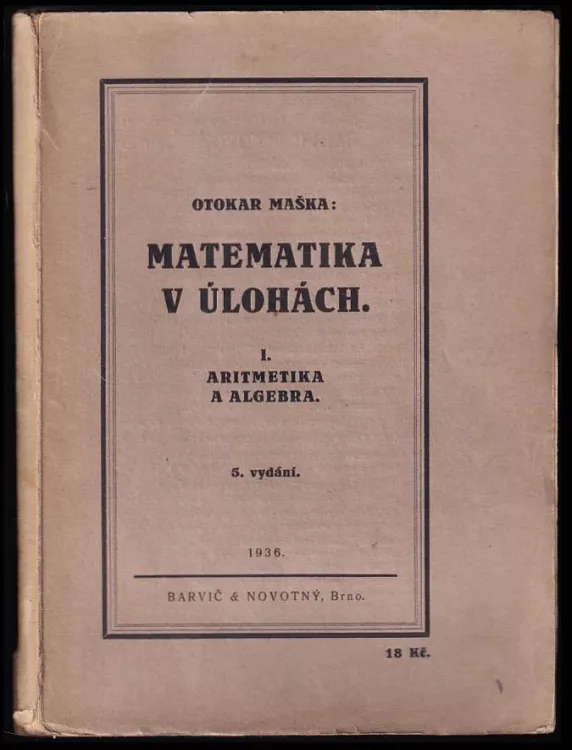 OTOKAR MAŠKA:
MATEMATIKA
V ÚLOHÁCH.
I.
ARITMETIKA
A ALGEBRA.
5. vydání.
1936.
BARVIČ & NOVOTNÝ, Brno.
18 Kč.